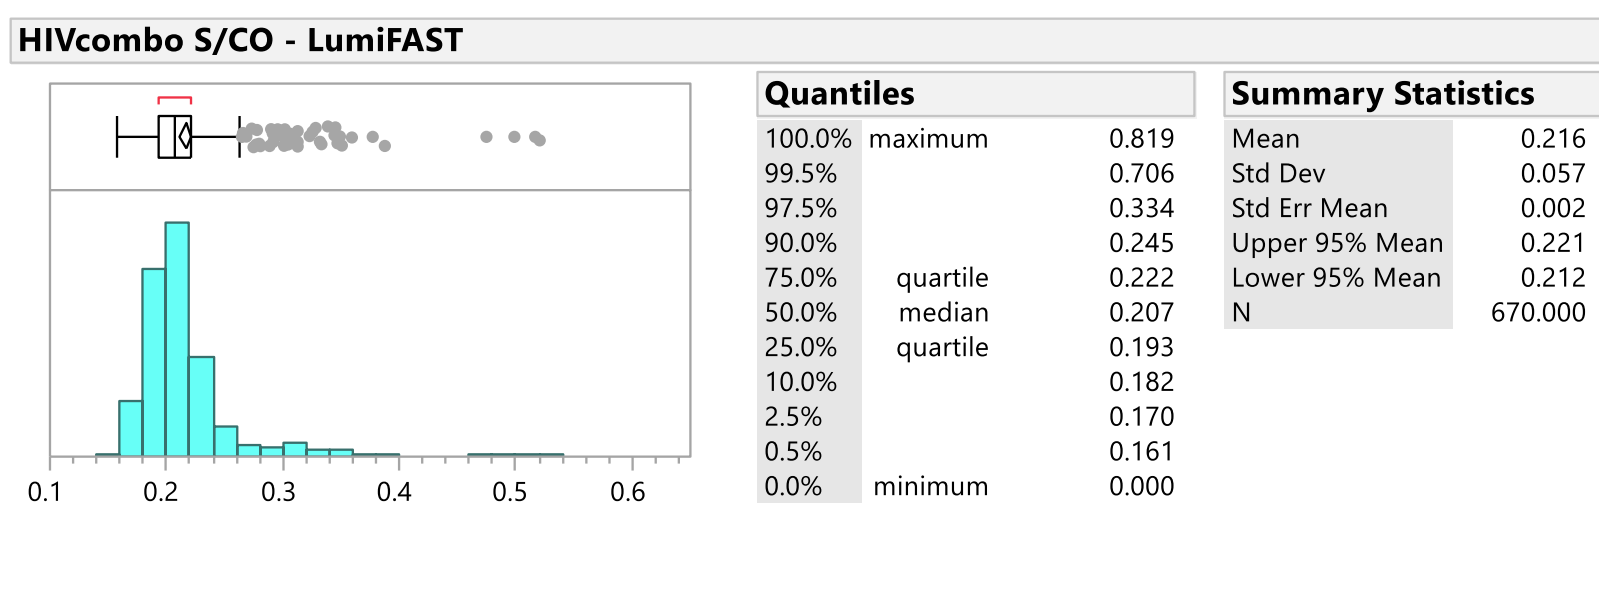 HIVcombo S/CO - LumiFAST
0.1 0.2 0.3 0.4 0.5 0.6
Quantiles
100.0% maximum 0.819
99.5% 0.706
97.5% 0.334
90.0% 0.245
75.0% quartile 0.222
50.0% median 0.207
25.0% quartile 0.193
10.0% 0.182
2.5% 0.170
0.5% 0.161
0.0% minimum 0.000
Summary Statistics
Mean 0.216
Std Dev 0.057
Std Err Mean 0.002
Upper 95% Mean 0.221
Lower 95% Mean 0.212
N 670.000